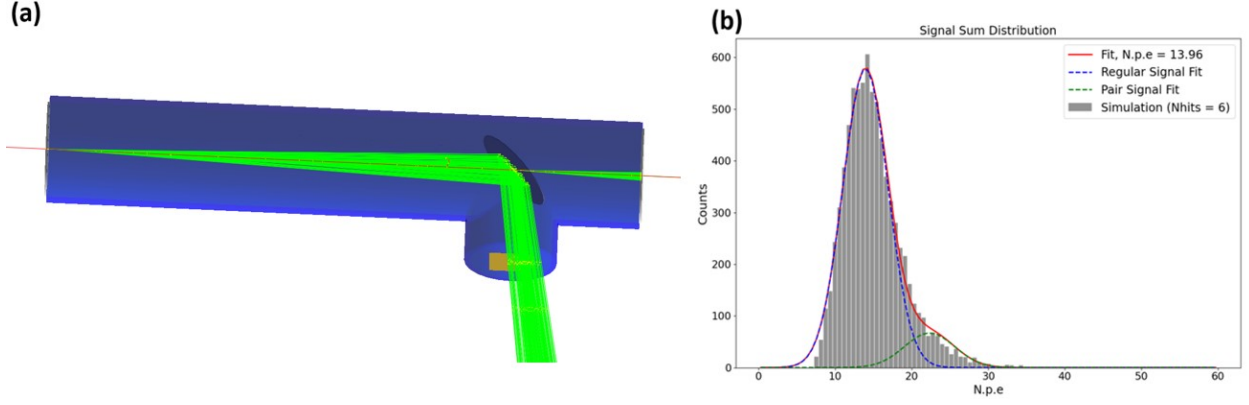 (a)
(b)
Signal Sum Distribution
Fit, N.p.e = 13.96
Regular Signal Fit
Pair Signal Fit
Simulation (Nhits = 6)
Counts
600
500
400
300
200
100
0
0 10 20 30 40 50 60
N.p.e